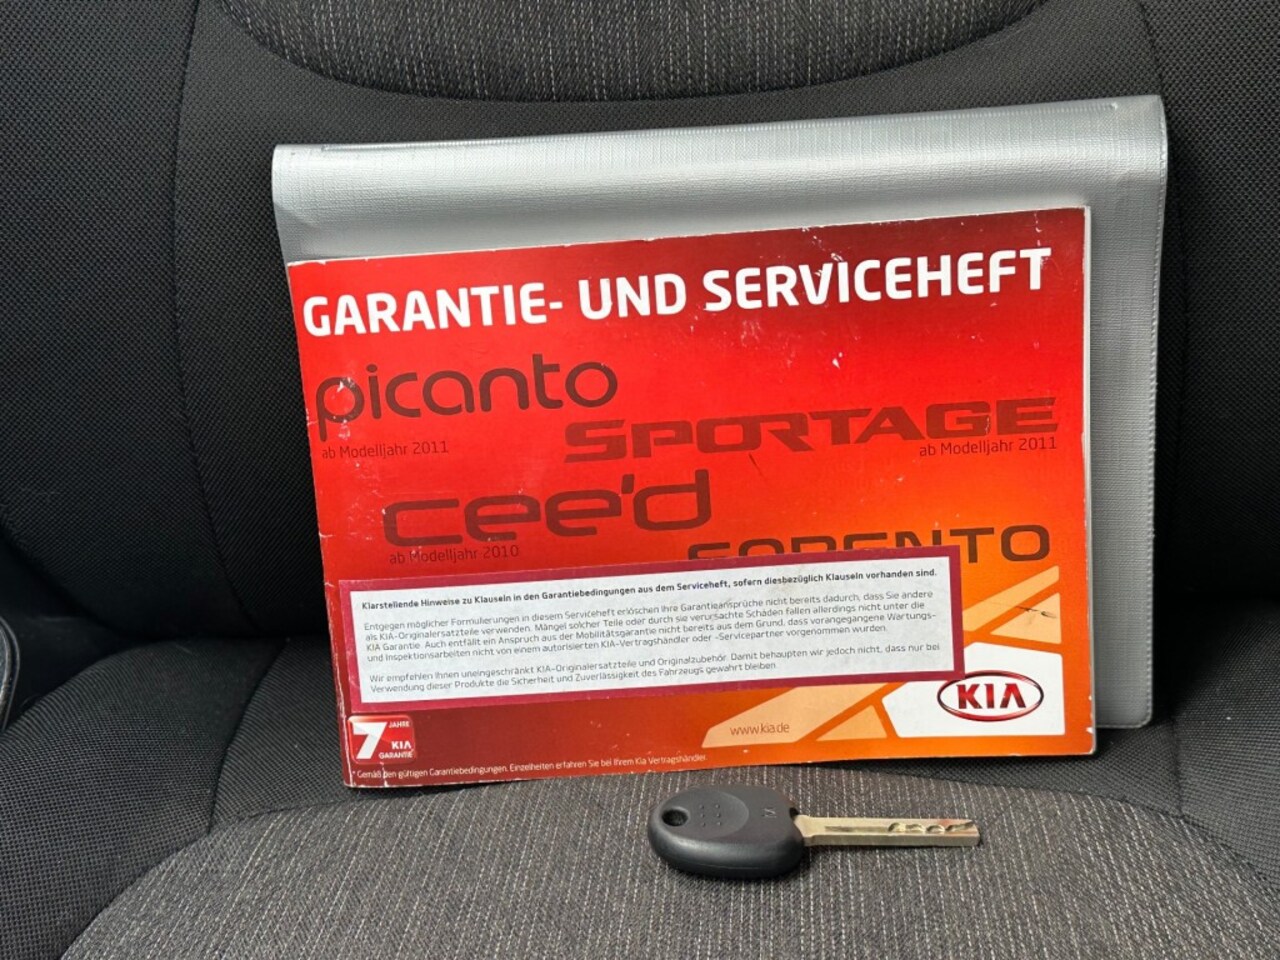 GARANTIE- UND SERVICEHEFT
picanto
ab Modelljahr 2011
SPORTAGE
ab Modelljahr 2011
cee'd
ab Modelljahr 2010
SORENTO
Klarstellende Hinweise zu Klauseln in den Garantiebedingungen aus dem Serviceheft, sofern diesbezüglich Klauseln vorhanden sind.
Entgegen möglicher Formulierungen in diesem Serviceheft erlöschen Ihre Garantieansprüche nicht bereits dadurch, dass Sie andere
als KIA-Originalersatzteile verwenden. Mängel solcher Teile oder durch sie verursachte Schäden fallen allerdings nicht unter die
KIA Garantie. Auch entfällt ein Anspruch aus der Mobilitätsgarantie nicht bereits aus dem Grund, dass vorangegangene Wartungs-
und Inspektionsarbeiten nicht von einem autorisierten KIA-Vertragshändler oder -Servicepartner vorgenommen wurden.
Wir empfehlen Ihnen uneingeschränkt KIA-Originalersatzteile und Originalzubehör. Damit behaupten wir jedoch nicht, dass nur bei
Verwendung dieser Produkte die Sicherheit und Zuverlässigkeit des Fahrzeugs gewahrt bleiben.
KIA
www.kia.de
7 JAHRE
KIA
GARANTIE*
* Gemäß den gültigen Garantiebedingungen. Einzelheiten erfahren Sie bei Ihrem Kia Vertragshändler.